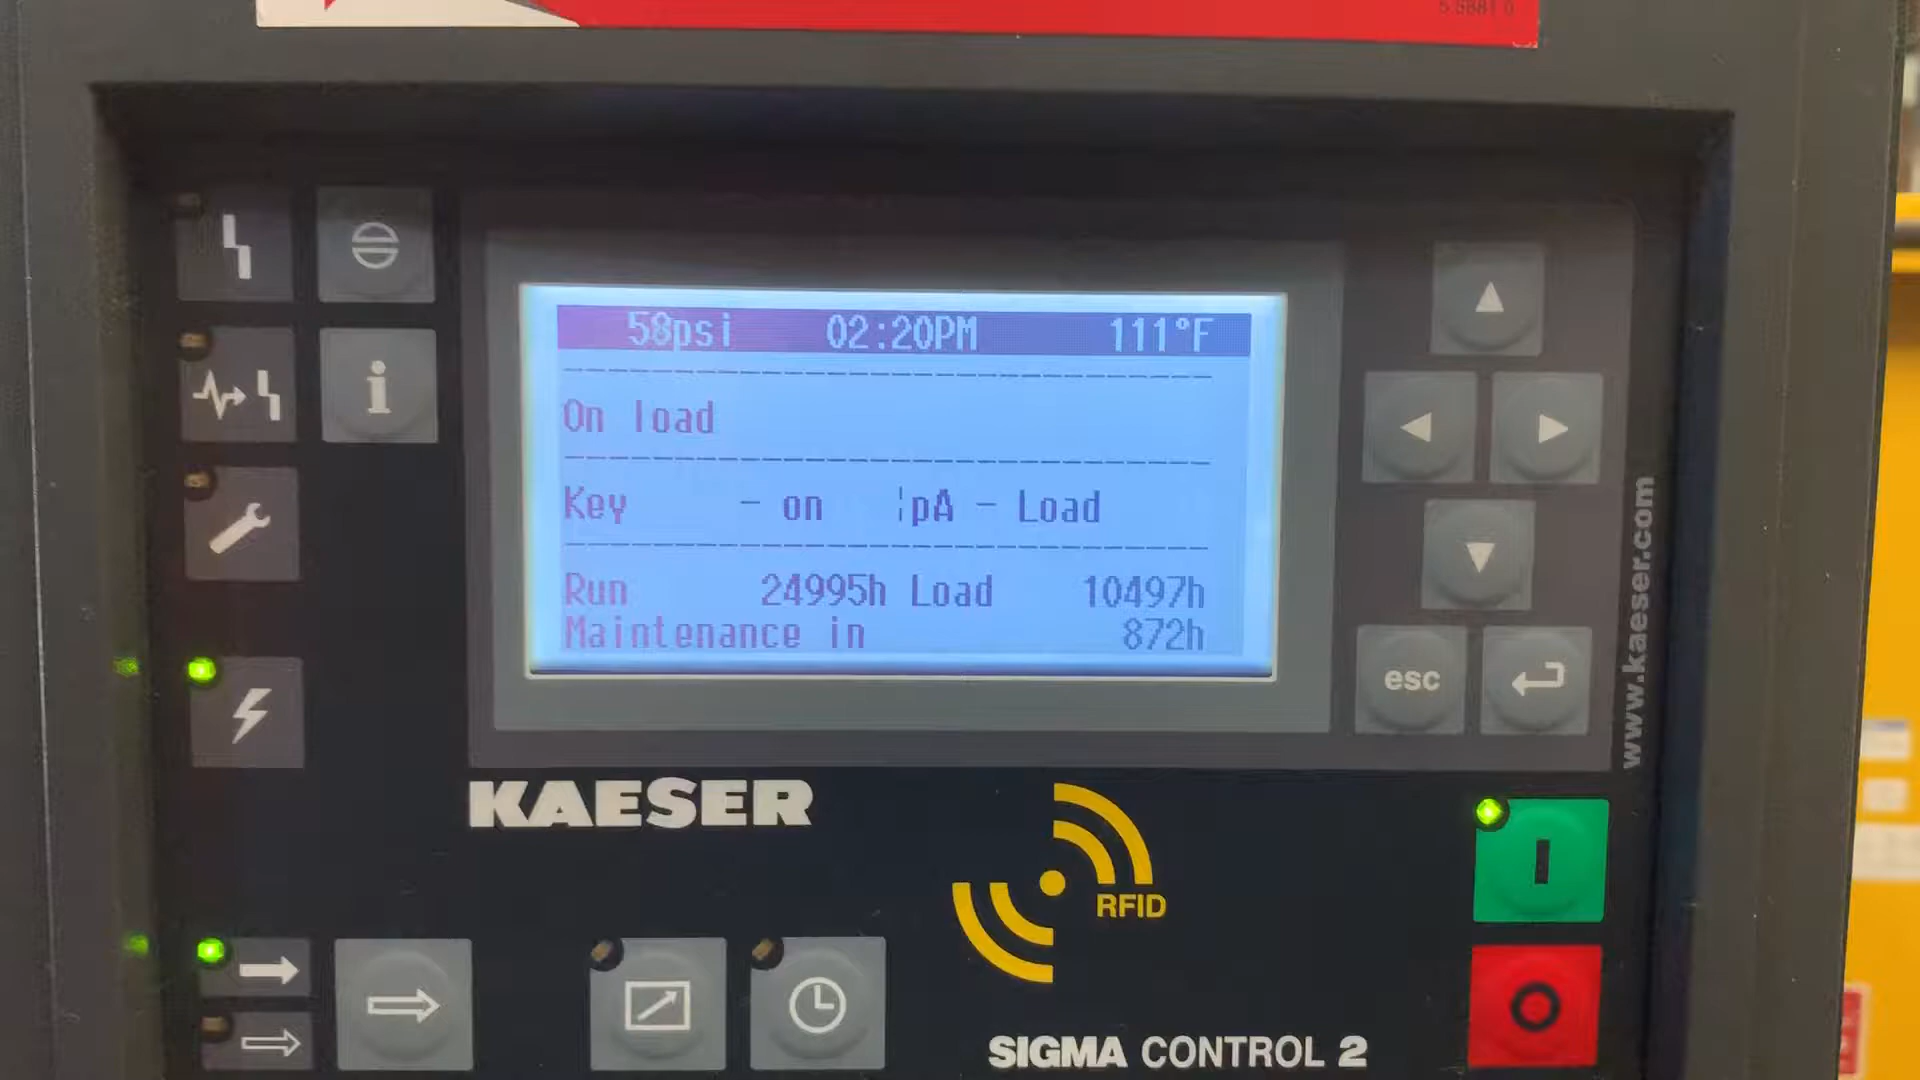 58psi 02:20PM 111°F
On load
Key - on ¦pA - Load
Run 24995h Load 10497h
Maintenance in 872h
i
esc
www.kaeser.com
KAESER
RFID
I
O
SIGMA CONTROL 2